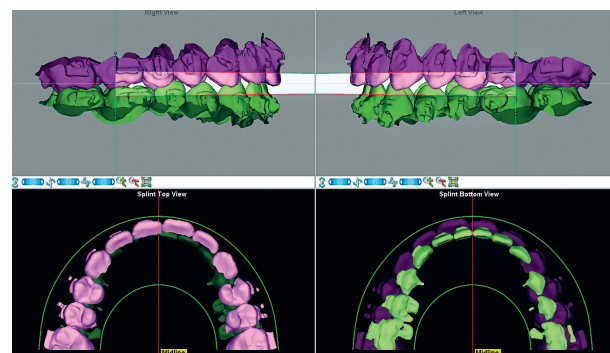 Right View
Left View
Splint Top View
Splint Bottom View
Midline
Midline